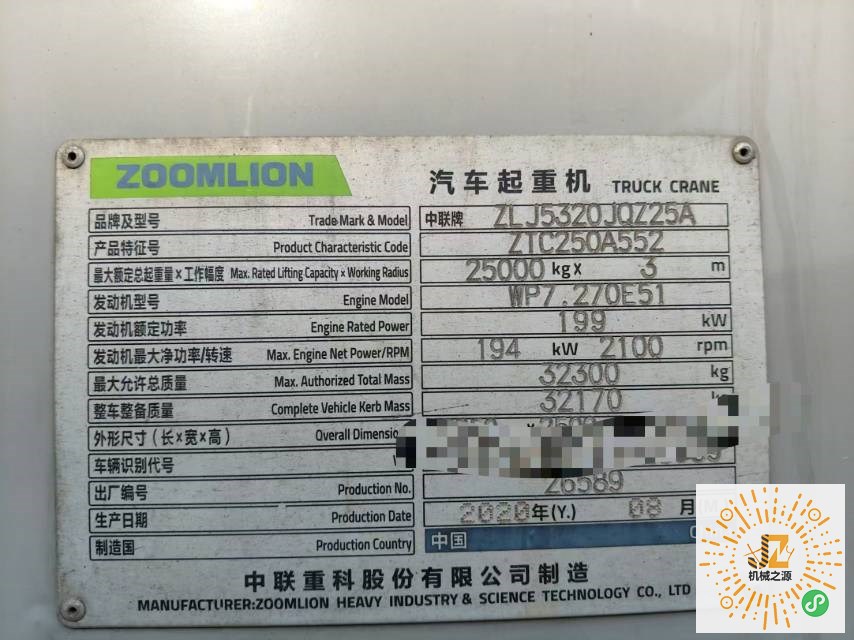 ZOOMLION 汽车起重机 TRUCK CRANE
品牌及型号 Trade Mark & Model 中联牌 ZLJ5320JQZ25A
产品特征号 Product Characteristic Code ZTC250A552
最大额定总起重量×工作幅度 Max. Rated Lifting Capacity × Working Radius 25000 kg× 3 m
发动机型号 Engine Model WP7.270E51
发动机额定功率 Engine Rated Power 199 kW
发动机最大净功率/转速 Max. Engine Net Power/RPM 194 kW 2100 rpm
最大允许总质量 Max. Authorized Total Mass 32300 kg
整车整备质量 Complete Vehicle Kerb Mass 32170
外形尺寸(长×宽×高) Overall
车辆识别代号
出厂编号 Production No. 26589
生产日期 Production Date 2020 年(Y.) 08 月
制造国 Production Country 中国
中联重科股份有限公司制造
MANUFACTURER:ZOOMLION HEAVY INDUSTRY & SCIENCE TECHNOLOGY CO., LTD
JZ
机械之源